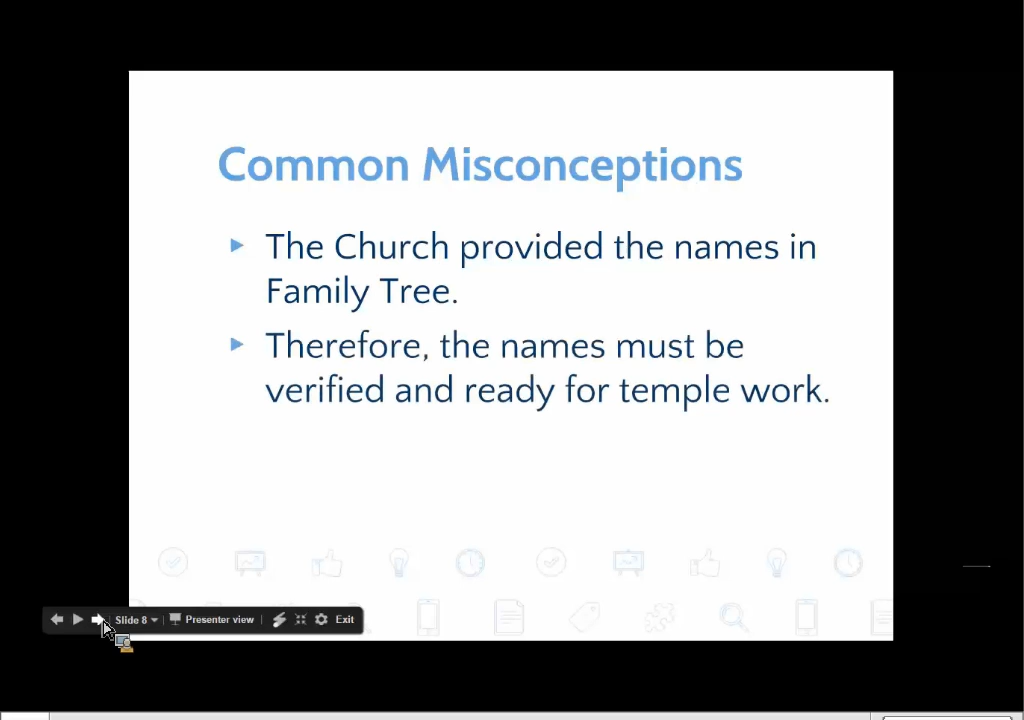 Common Misconceptions
The Church provided the names in
Family Tree.
Therefore, the names must be
verified and ready for temple work.
Slide 8 Presenter view Exit